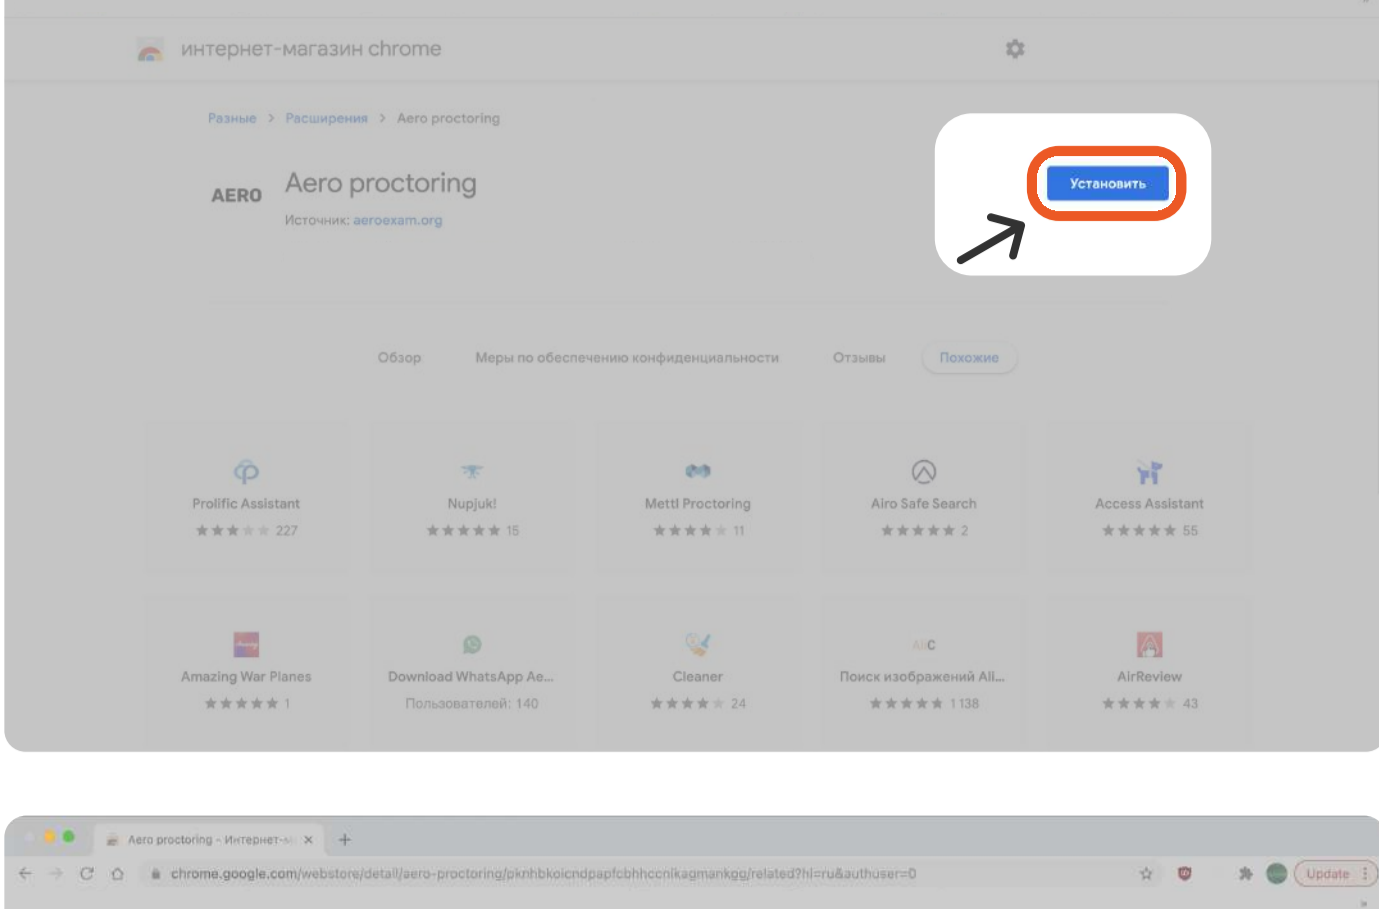 интернет-магазин chrome
Разные > Расширения > Aero proctoring
AERO
Aero proctoring
Источник: aeroexam.org
Установить
Обзор Меры по обеспечению конфиденциальности Отзывы Похожие
Prolific Assistant Nupjuk! Mettl Proctoring Airo Safe Search Access Assistant
227 15 11 2 55
AliC
Amazing War Planes Download WhatsApp Ae... Cleaner Поиск изображений Ali... AirReview
1 Пользователей: 140 24 1 138 43
Aero proctoring - Интернет-
chrome.google.com/webstore/detail/aero-proctoring/pknhbkoicndpapfcbhhccnikagmankgg/related?hl=ru&authuser=0 Update